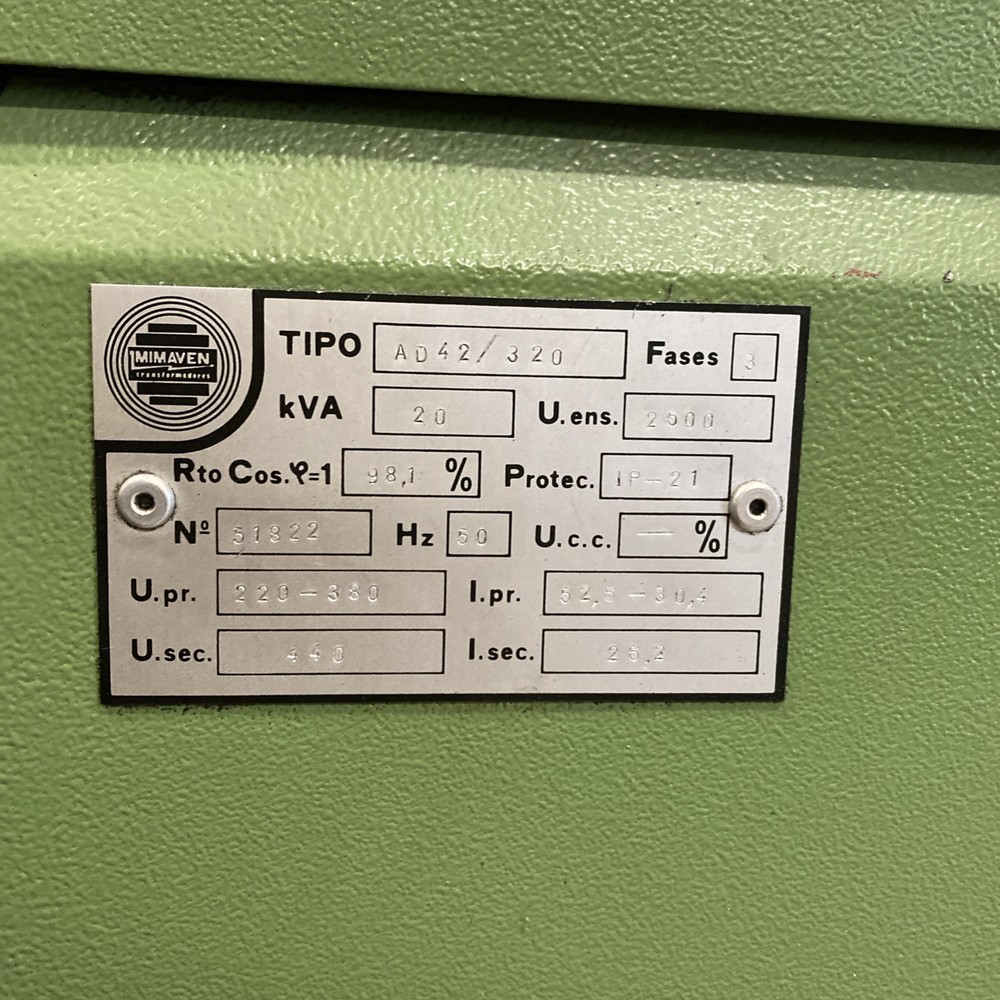 MIMAVEN
transformadores
TIPO AD42/320 Fases 3
kVA 20 U.ens. 2500
Rto Cos.φ=1 98,1 % Protec. IP-21
Nº 51822 Hz 50 U.c.c. — %
U.pr. 220-380 I.pr. 52,5-30,4
U.sec. 440 I.sec. 26,2